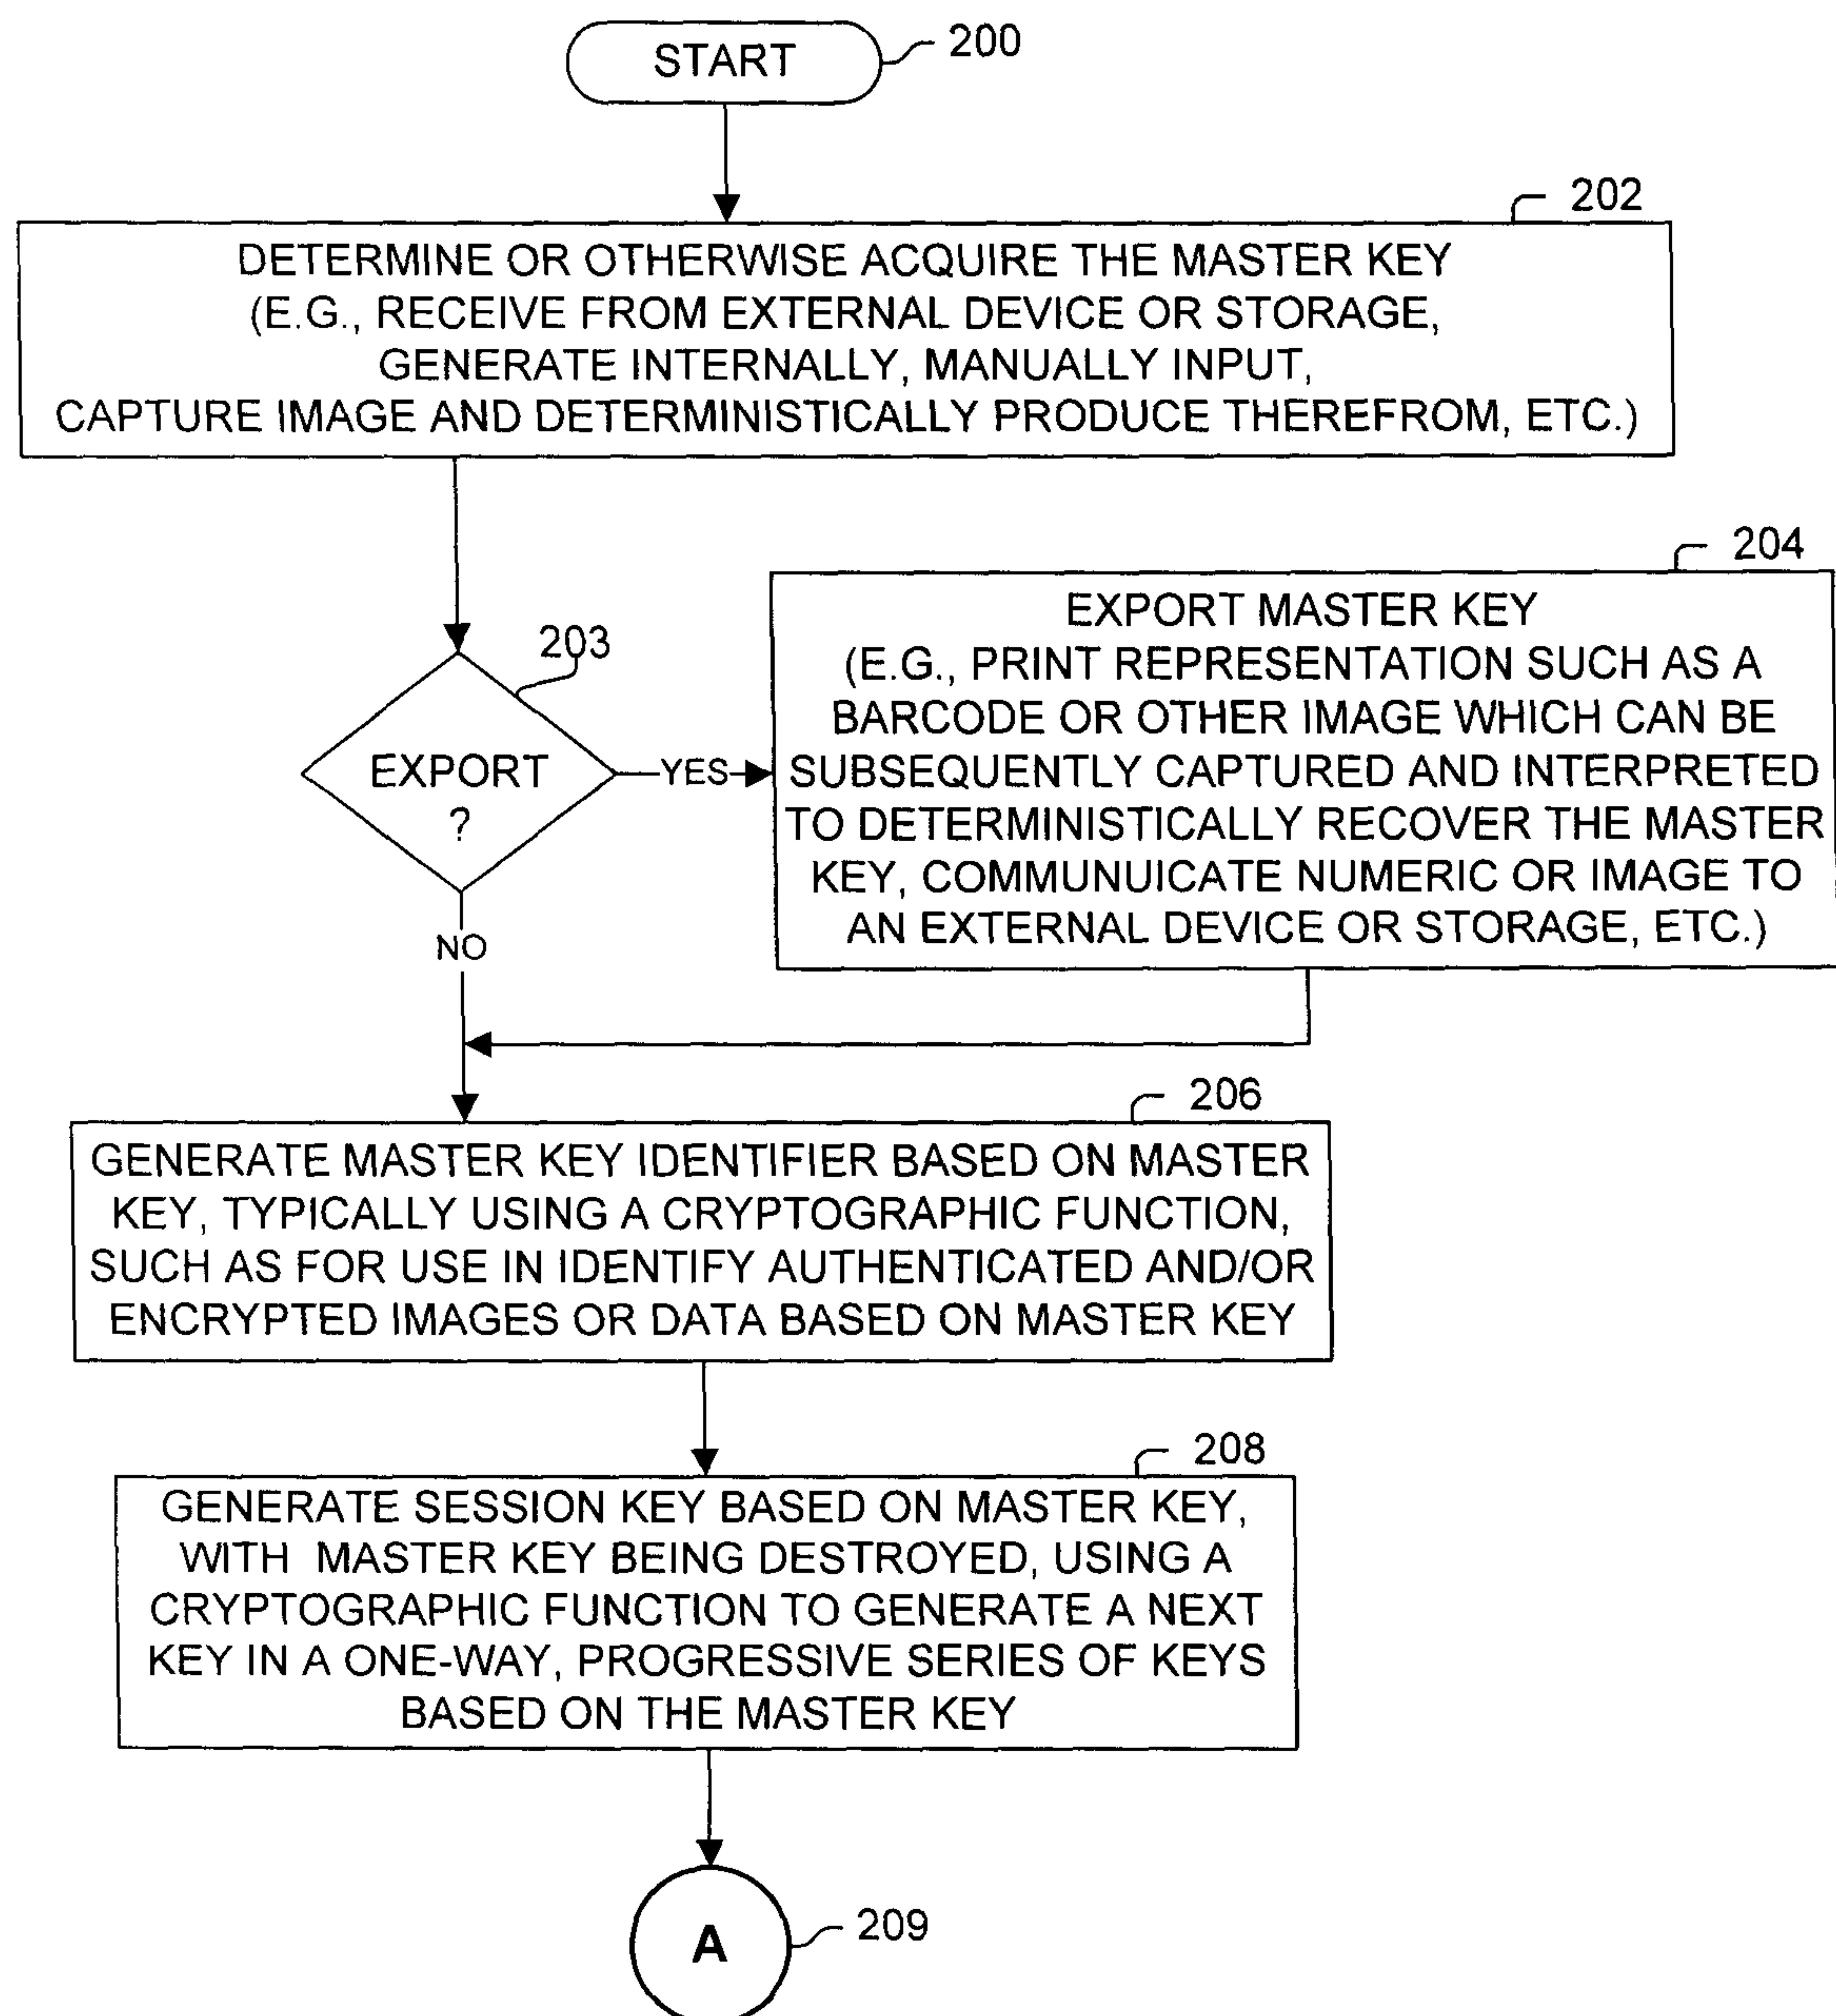 START
200
202
DETERMINE OR OTHERWISE ACQUIRE THE MASTER KEY
(E.G., RECEIVE FROM EXTERNAL DEVICE OR STORAGE,
GENERATE INTERNALLY, MANUALLY INPUT,
CAPTURE IMAGE AND DETERMINISTICALLY PRODUCE THEREFROM, ETC.)
203
EXPORT
?
YES
NO
204
EXPORT MASTER KEY
(E.G., PRINT REPRESENTATION SUCH AS A
BARCODE OR OTHER IMAGE WHICH CAN BE
SUBSEQUENTLY CAPTURED AND INTERPRETED
TO DETERMINISTICALLY RECOVER THE MASTER
KEY, COMMUNUICATE NUMERIC OR IMAGE TO
AN EXTERNAL DEVICE OR STORAGE, ETC.)
206
GENERATE MASTER KEY IDENTIFIER BASED ON MASTER
KEY, TYPICALLY USING A CRYPTOGRAPHIC FUNCTION,
SUCH AS FOR USE IN IDENTIFY AUTHENTICATED AND/OR
ENCRYPTED IMAGES OR DATA BASED ON MASTER KEY
208
GENERATE SESSION KEY BASED ON MASTER KEY,
WITH MASTER KEY BEING DESTROYED, USING A
CRYPTOGRAPHIC FUNCTION TO GENERATE A NEXT
KEY IN A ONE-WAY, PROGRESSIVE SERIES OF KEYS
BASED ON THE MASTER KEY
A
209